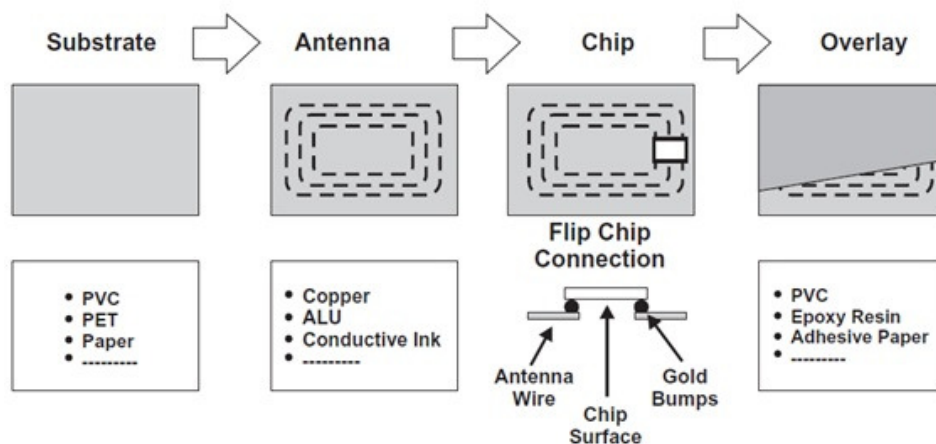 Substrate
Antenna
Chip
Overlay
Flip Chip
Connection
• PVC
• PET
• Paper
• ---------
• Copper
• ALU
• Conductive Ink
• ---------
Antenna
Wire
Chip
Surface
Gold
Bumps
• PVC
• Epoxy Resin
• Adhesive Paper
• ---------